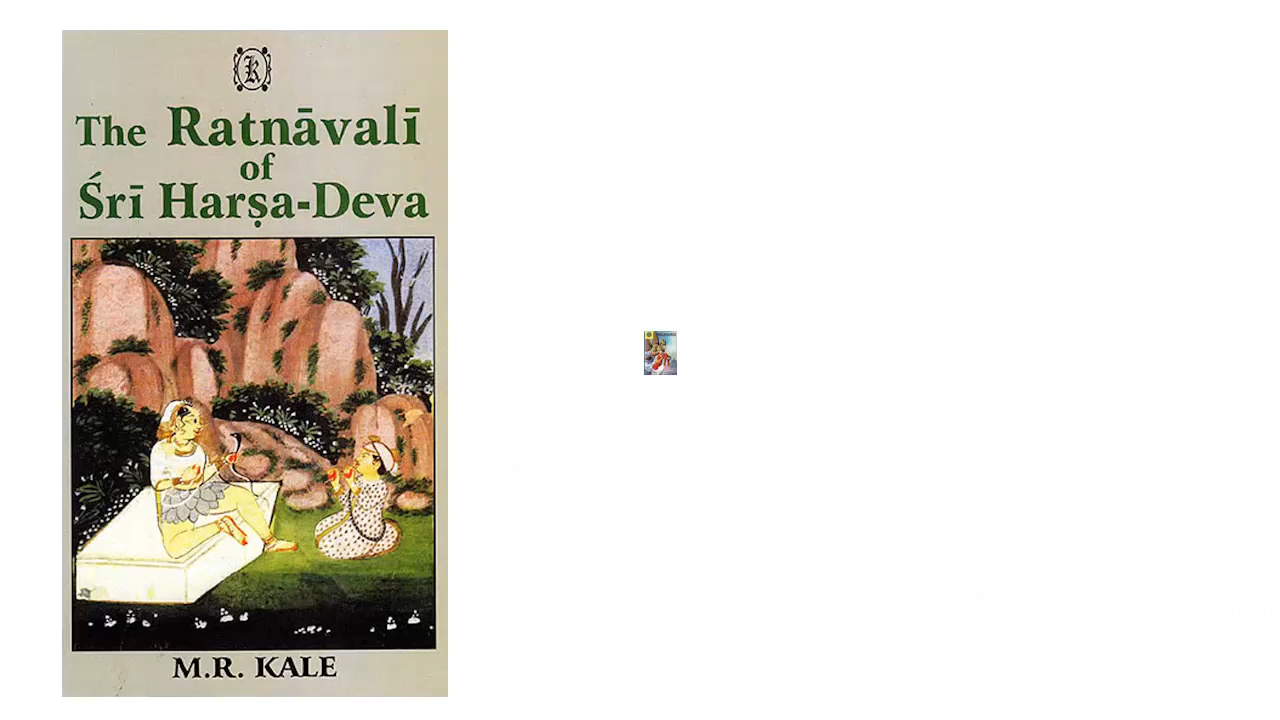 K
The Ratnāvalī
of
Śrī Harṣa-Deva
M.R. KALE